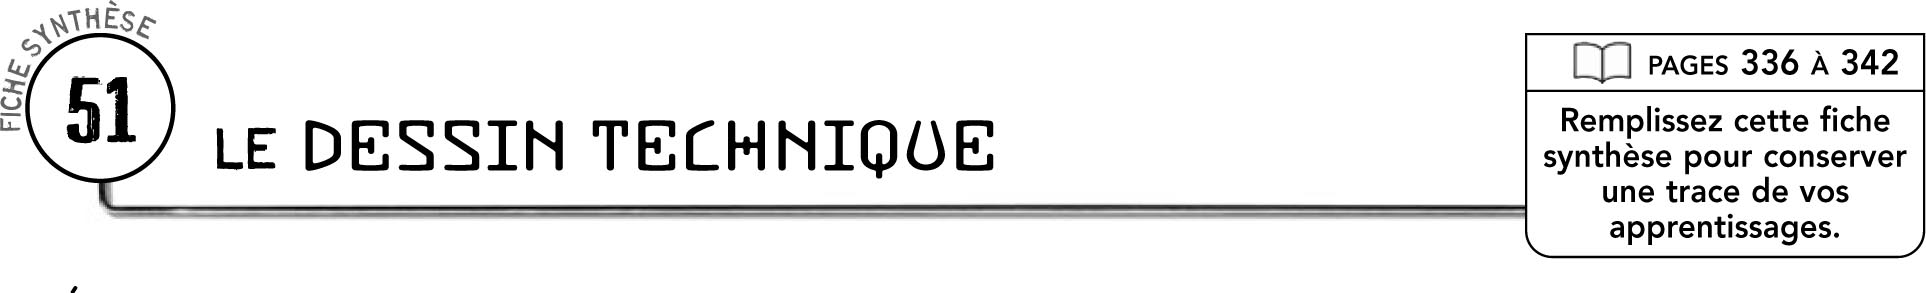 FICHE SYNTHÈSE
51
LE DESSIN TECHNIQUE
PAGES 336 À 342
Remplissez cette fiche
synthèse pour conserver
une trace de vos
apprentissages.